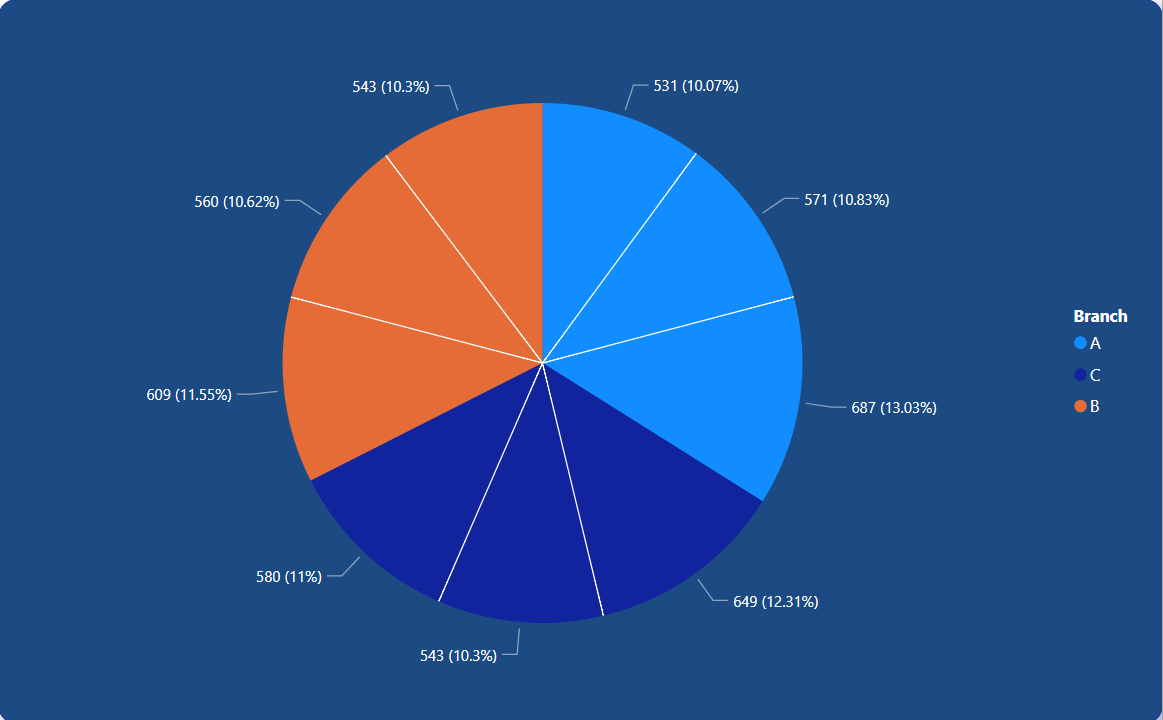 543 (10.3%)
531 (10.07%)
560 (10.62%)
571 (10.83%)
Branch
A
C
B
609 (11.55%)
687 (13.03%)
580 (11%)
649 (12.31%)
543 (10.3%)